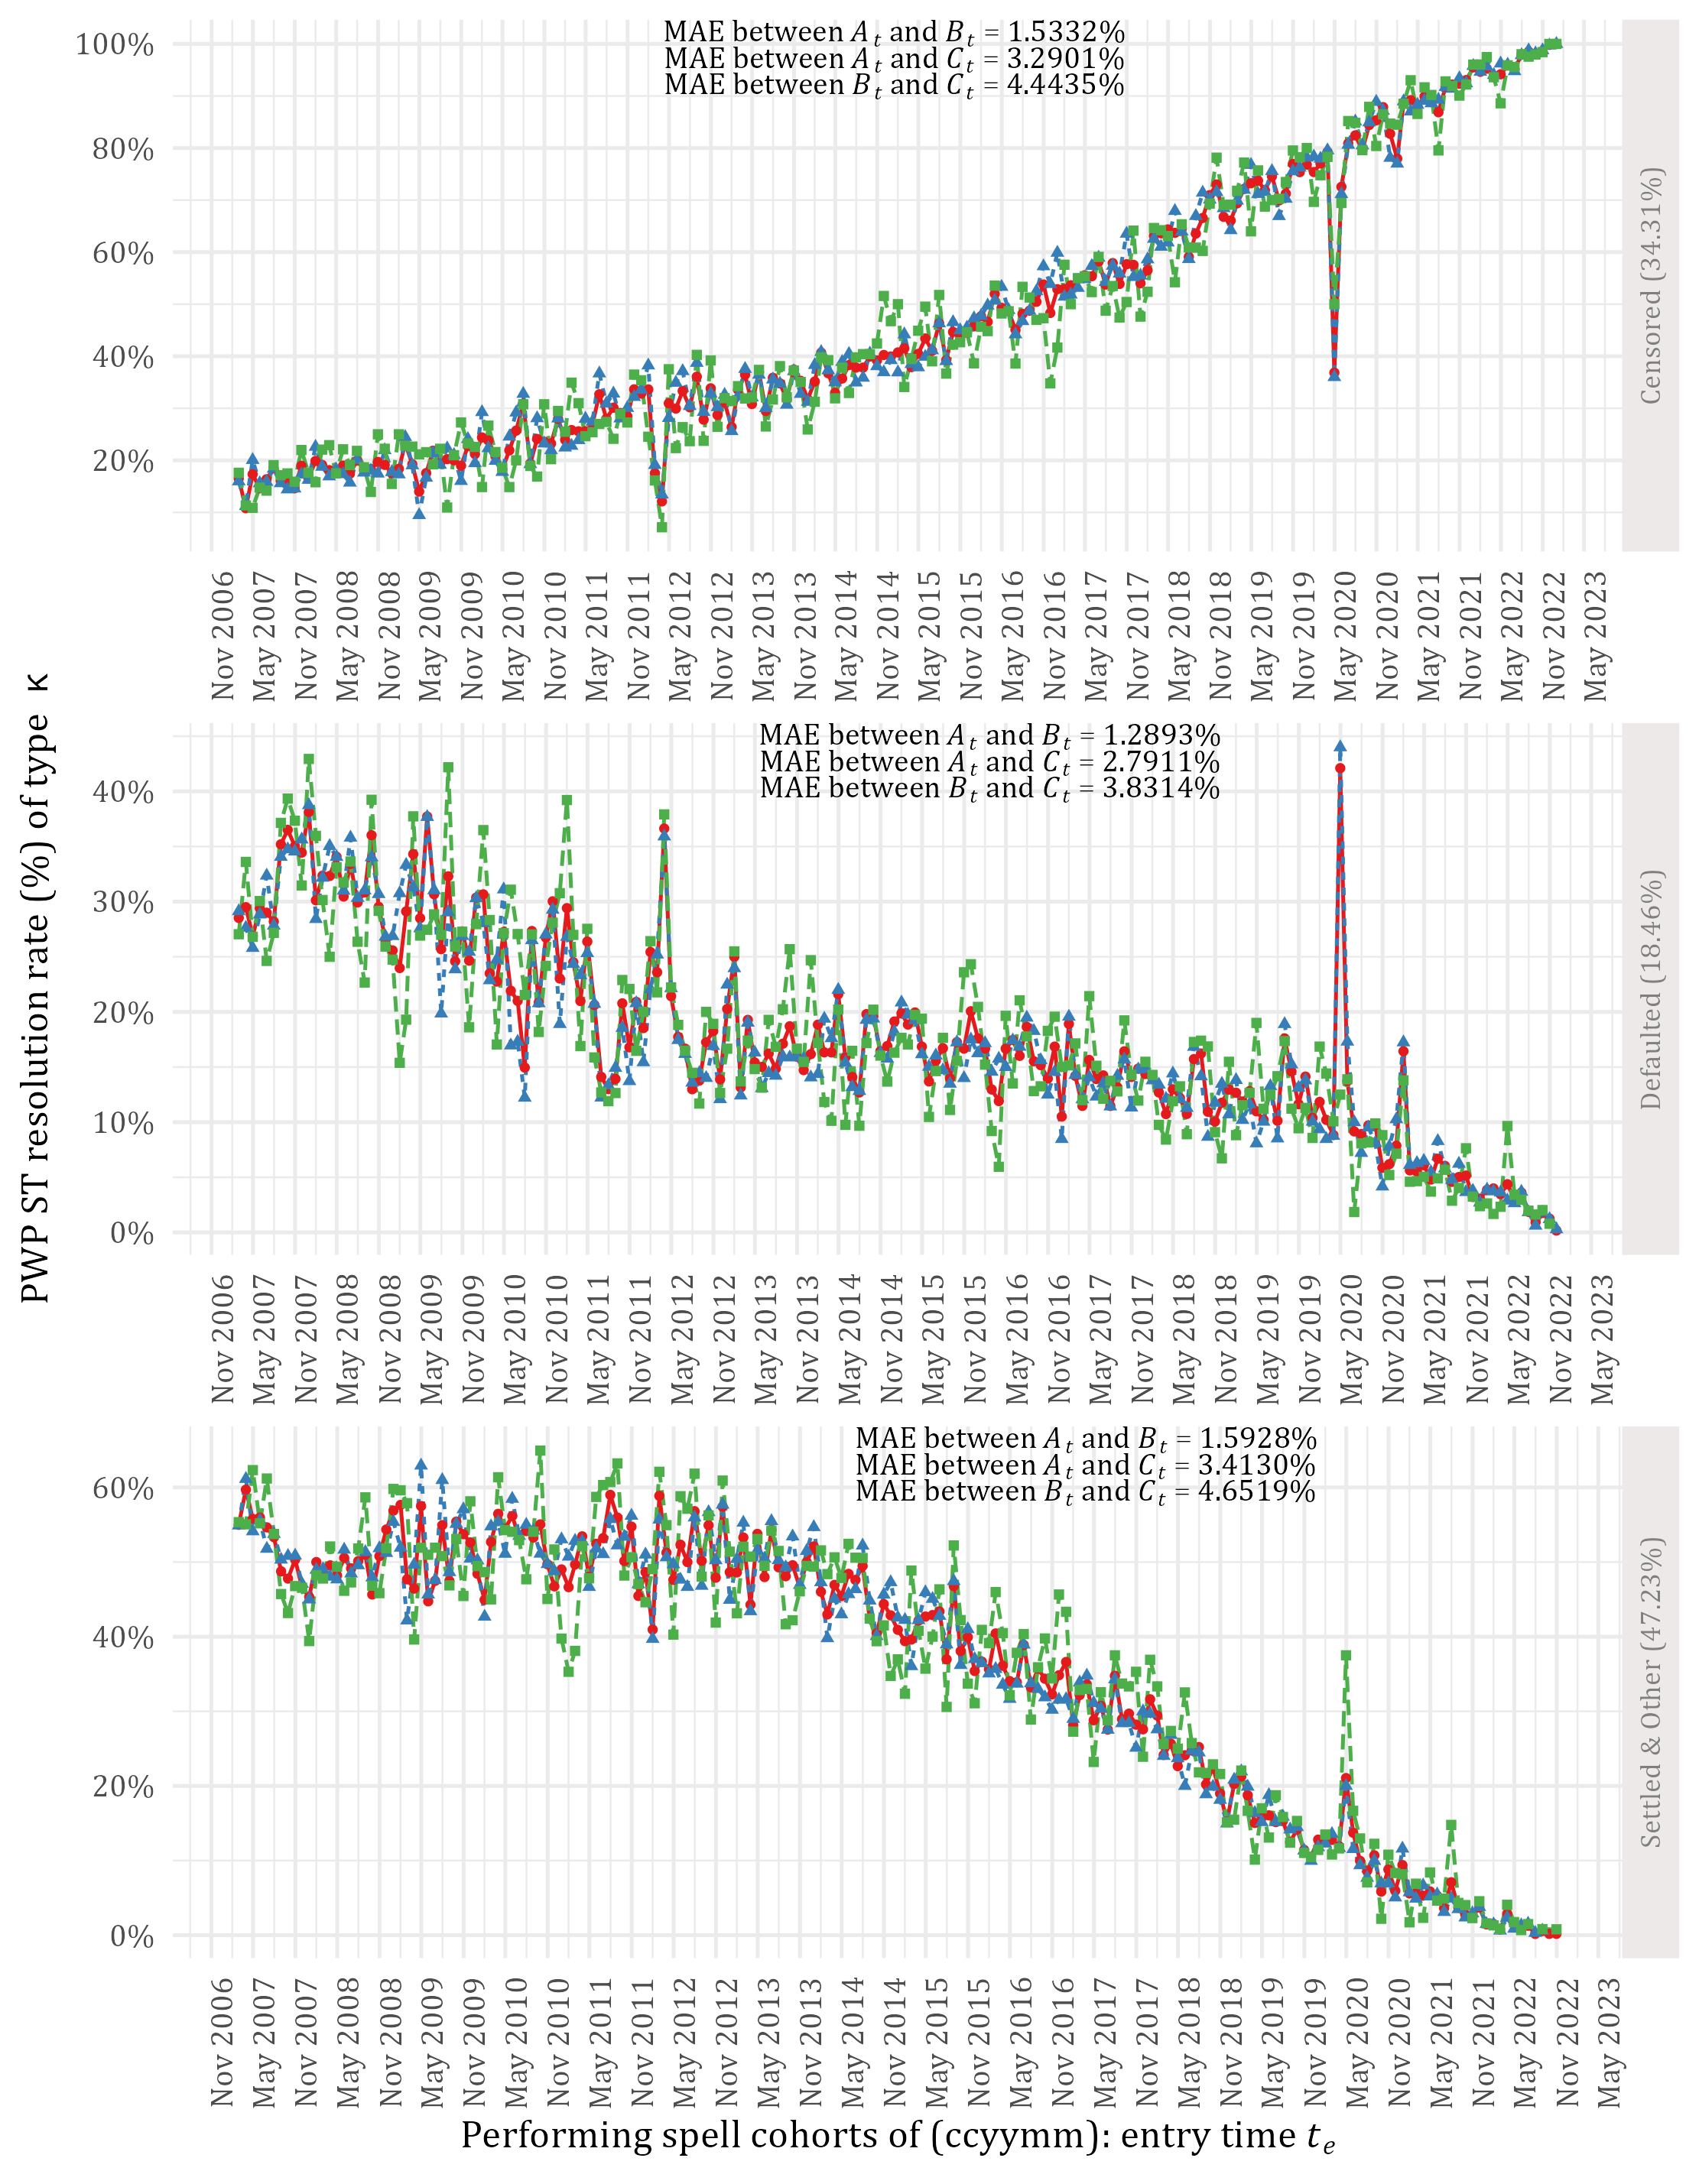 PWP ST resolution rate (%) of type κ
MAE between A_t and B_t = 1.5332%
MAE between A_t and C_t = 3.2901%
MAE between B_t and C_t = 4.4435%
100%
80%
60%
40%
20%
Censored (34.31%)
Nov 2006
May 2007
Nov 2007
May 2008
Nov 2008
May 2009
Nov 2009
May 2010
Nov 2010
May 2011
Nov 2011
May 2012
Nov 2012
May 2013
Nov 2013
May 2014
Nov 2014
May 2015
Nov 2015
May 2016
Nov 2016
May 2017
Nov 2017
May 2018
Nov 2018
May 2019
Nov 2019
May 2020
Nov 2020
May 2021
Nov 2021
May 2022
Nov 2022
May 2023
MAE between A_t and B_t = 1.2893%
MAE between A_t and C_t = 2.7911%
MAE between B_t and C_t = 3.8314%
40%
30%
20%
10%
0%
Defaulted (18.46%)
Nov 2006
May 2007
Nov 2007
May 2008
Nov 2008
May 2009
Nov 2009
May 2010
Nov 2010
May 2011
Nov 2011
May 2012
Nov 2012
May 2013
Nov 2013
May 2014
Nov 2014
May 2015
Nov 2015
May 2016
Nov 2016
May 2017
Nov 2017
May 2018
Nov 2018
May 2019
Nov 2019
May 2020
Nov 2020
May 2021
Nov 2021
May 2022
Nov 2022
May 2023
MAE between A_t and B_t = 1.5928%
MAE between A_t and C_t = 3.4130%
MAE between B_t and C_t = 4.6519%
60%
40%
20%
0%
Settled & Other (47.23%)
Nov 2006
May 2007
Nov 2007
May 2008
Nov 2008
May 2009
Nov 2009
May 2010
Nov 2010
May 2011
Nov 2011
May 2012
Nov 2012
May 2013
Nov 2013
May 2014
Nov 2014
May 2015
Nov 2015
May 2016
Nov 2016
May 2017
Nov 2017
May 2018
Nov 2018
May 2019
Nov 2019
May 2020
Nov 2020
May 2021
Nov 2021
May 2022
Nov 2022
May 2023
Performing spell cohorts of (ccyymm): entry time t_e